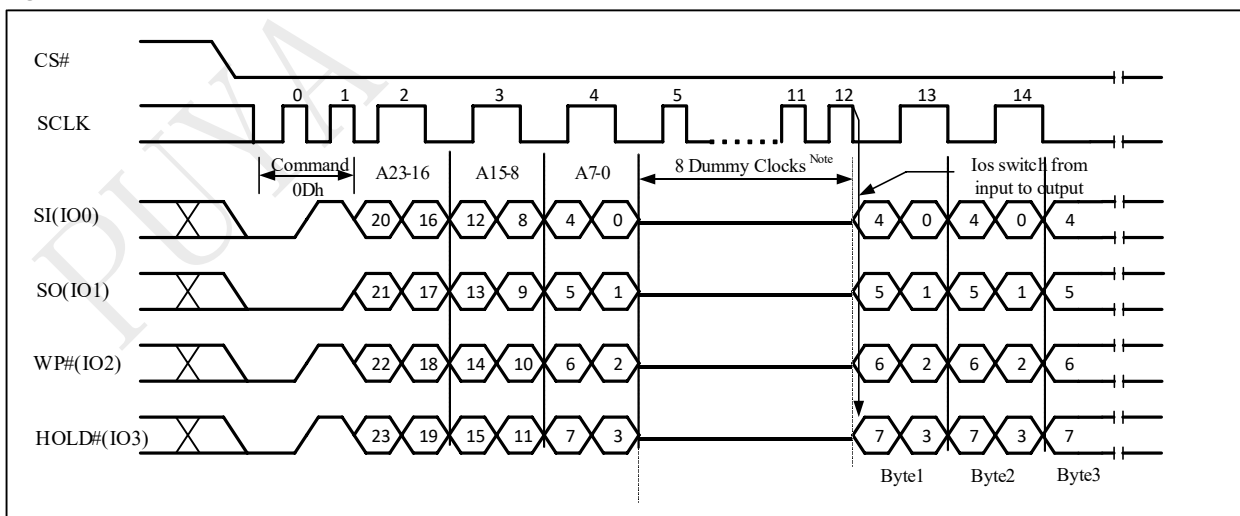 CS#
0 1 2 3 4 5 11 12 13 14
SCLK
Command
0Dh
A23-16 A15-8 A7-0
8 Dummy Clocks Note
Ios switch from
input to output
SI(IO0)
20 16 12 8 4 0 4 0 4 0 4
SO(IO1)
21 17 13 9 5 1 5 1 5 1 5
WP#(IO2)
22 18 14 10 6 2 6 2 6 2 6
HOLD#(IO3)
23 19 15 11 7 3 7 3 7 3 7
Byte1 Byte2 Byte3
PUYA